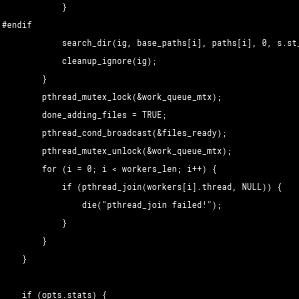 }
#endif
search_dir(ig, base_paths[i], paths[i], 0, s.st_
cleanup_ignore(ig);
}
pthread_mutex_lock(&work_queue_mtx);
done_adding_files = TRUE;
pthread_cond_broadcast(&files_ready);
pthread_mutex_unlock(&work_queue_mtx);
for (i = 0; i < workers_len; i++) {
if (pthread_join(workers[i].thread, NULL)) {
die("pthread_join failed!");
}
}
}
if (opts.stats) {